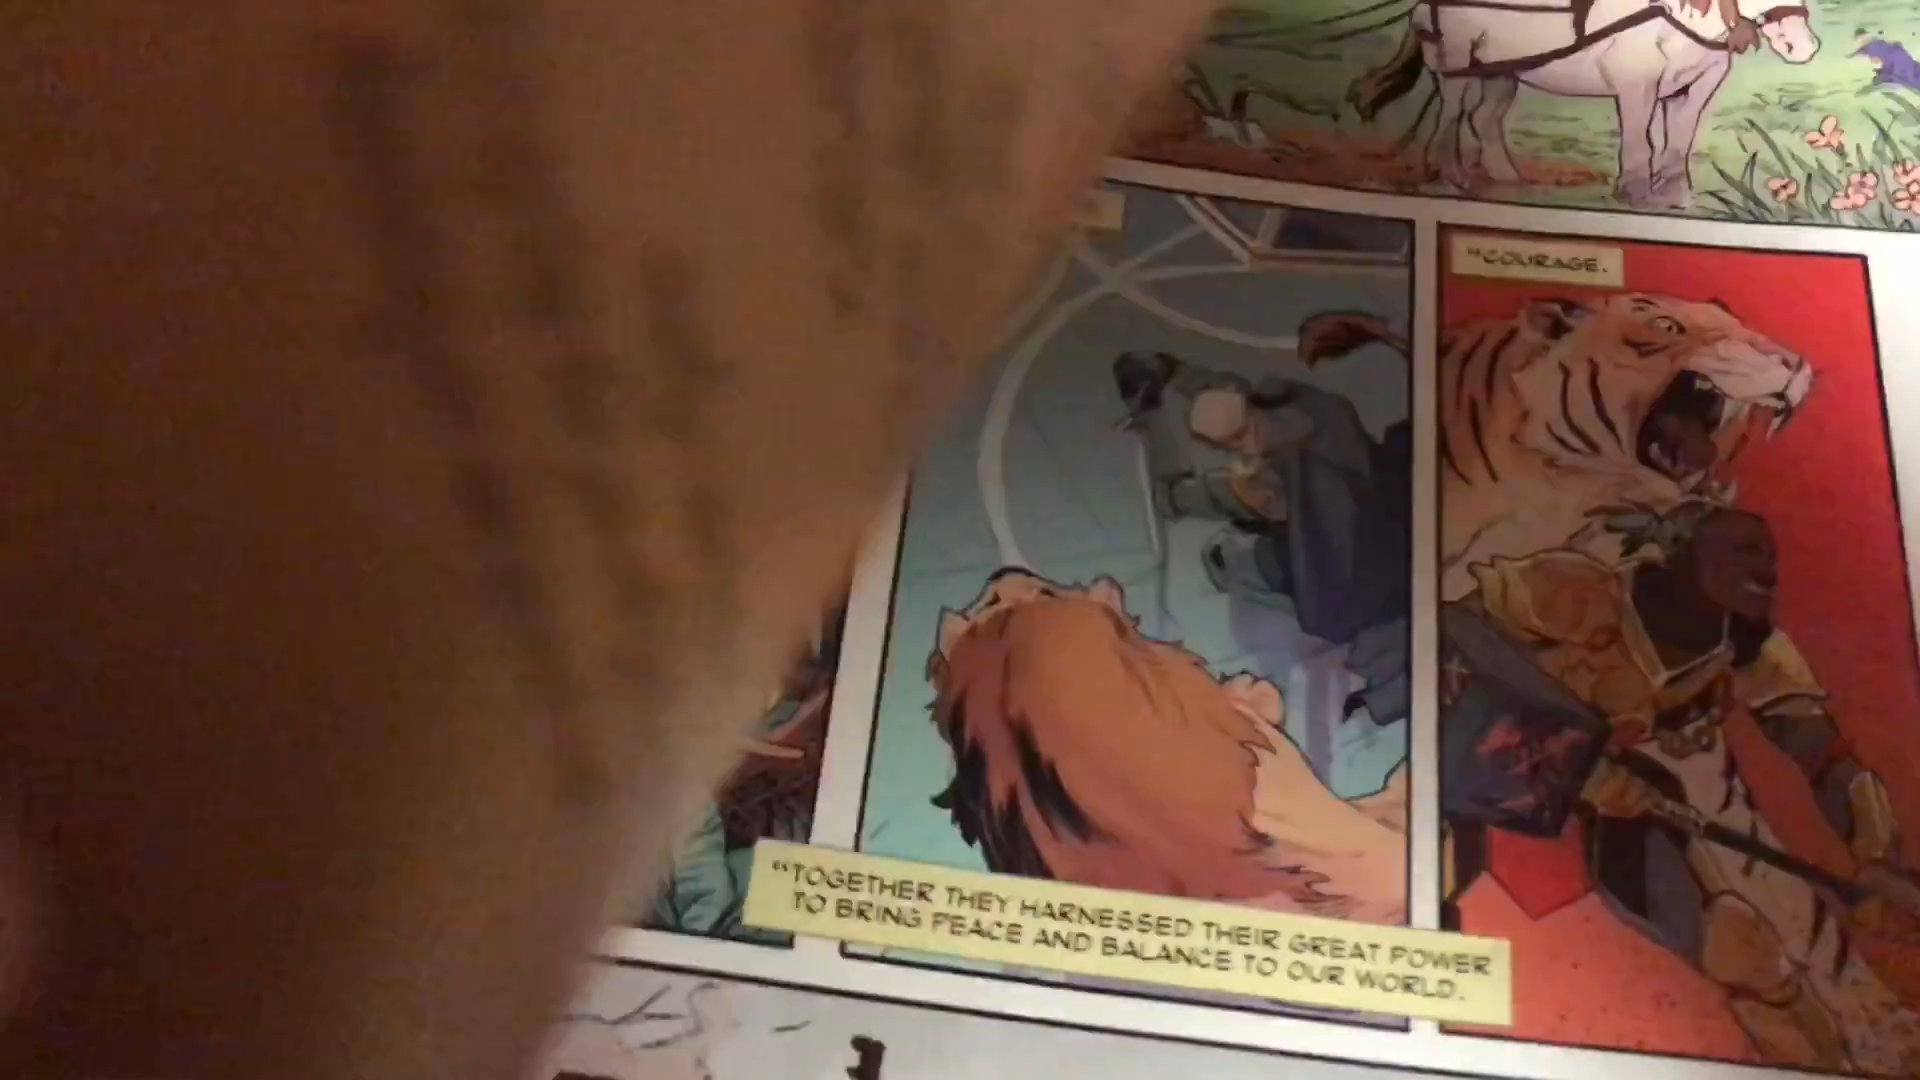 "COURAGE.
"TOGETHER THEY HARNESSED THEIR GREAT POWER
TO BRING PEACE AND BALANCE TO OUR WORLD.